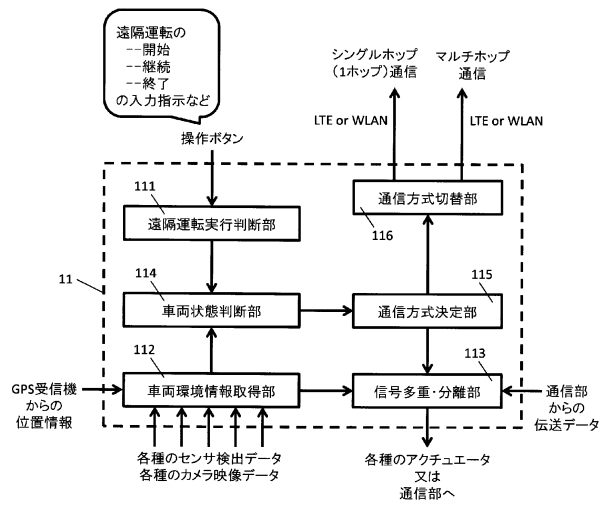 遠隔運転の
--開始
--継続
--終了
の入力指示など
操作ボタン
シングルホップ
(1ホップ)通信
マルチホップ
通信
LTE or WLAN
LTE or WLAN
111
遠隔運転実行判断部
通信方式切替部
116
11
114
車両状態判断部
115
通信方式決定部
112
車両環境情報取得部
113
信号多重・分離部
GPS受信機
からの
位置情報
通信部
からの
伝送データ
各種のセンサ検出データ
各種のカメラ映像データ
各種のアクチュエータ
又は
通信部へ